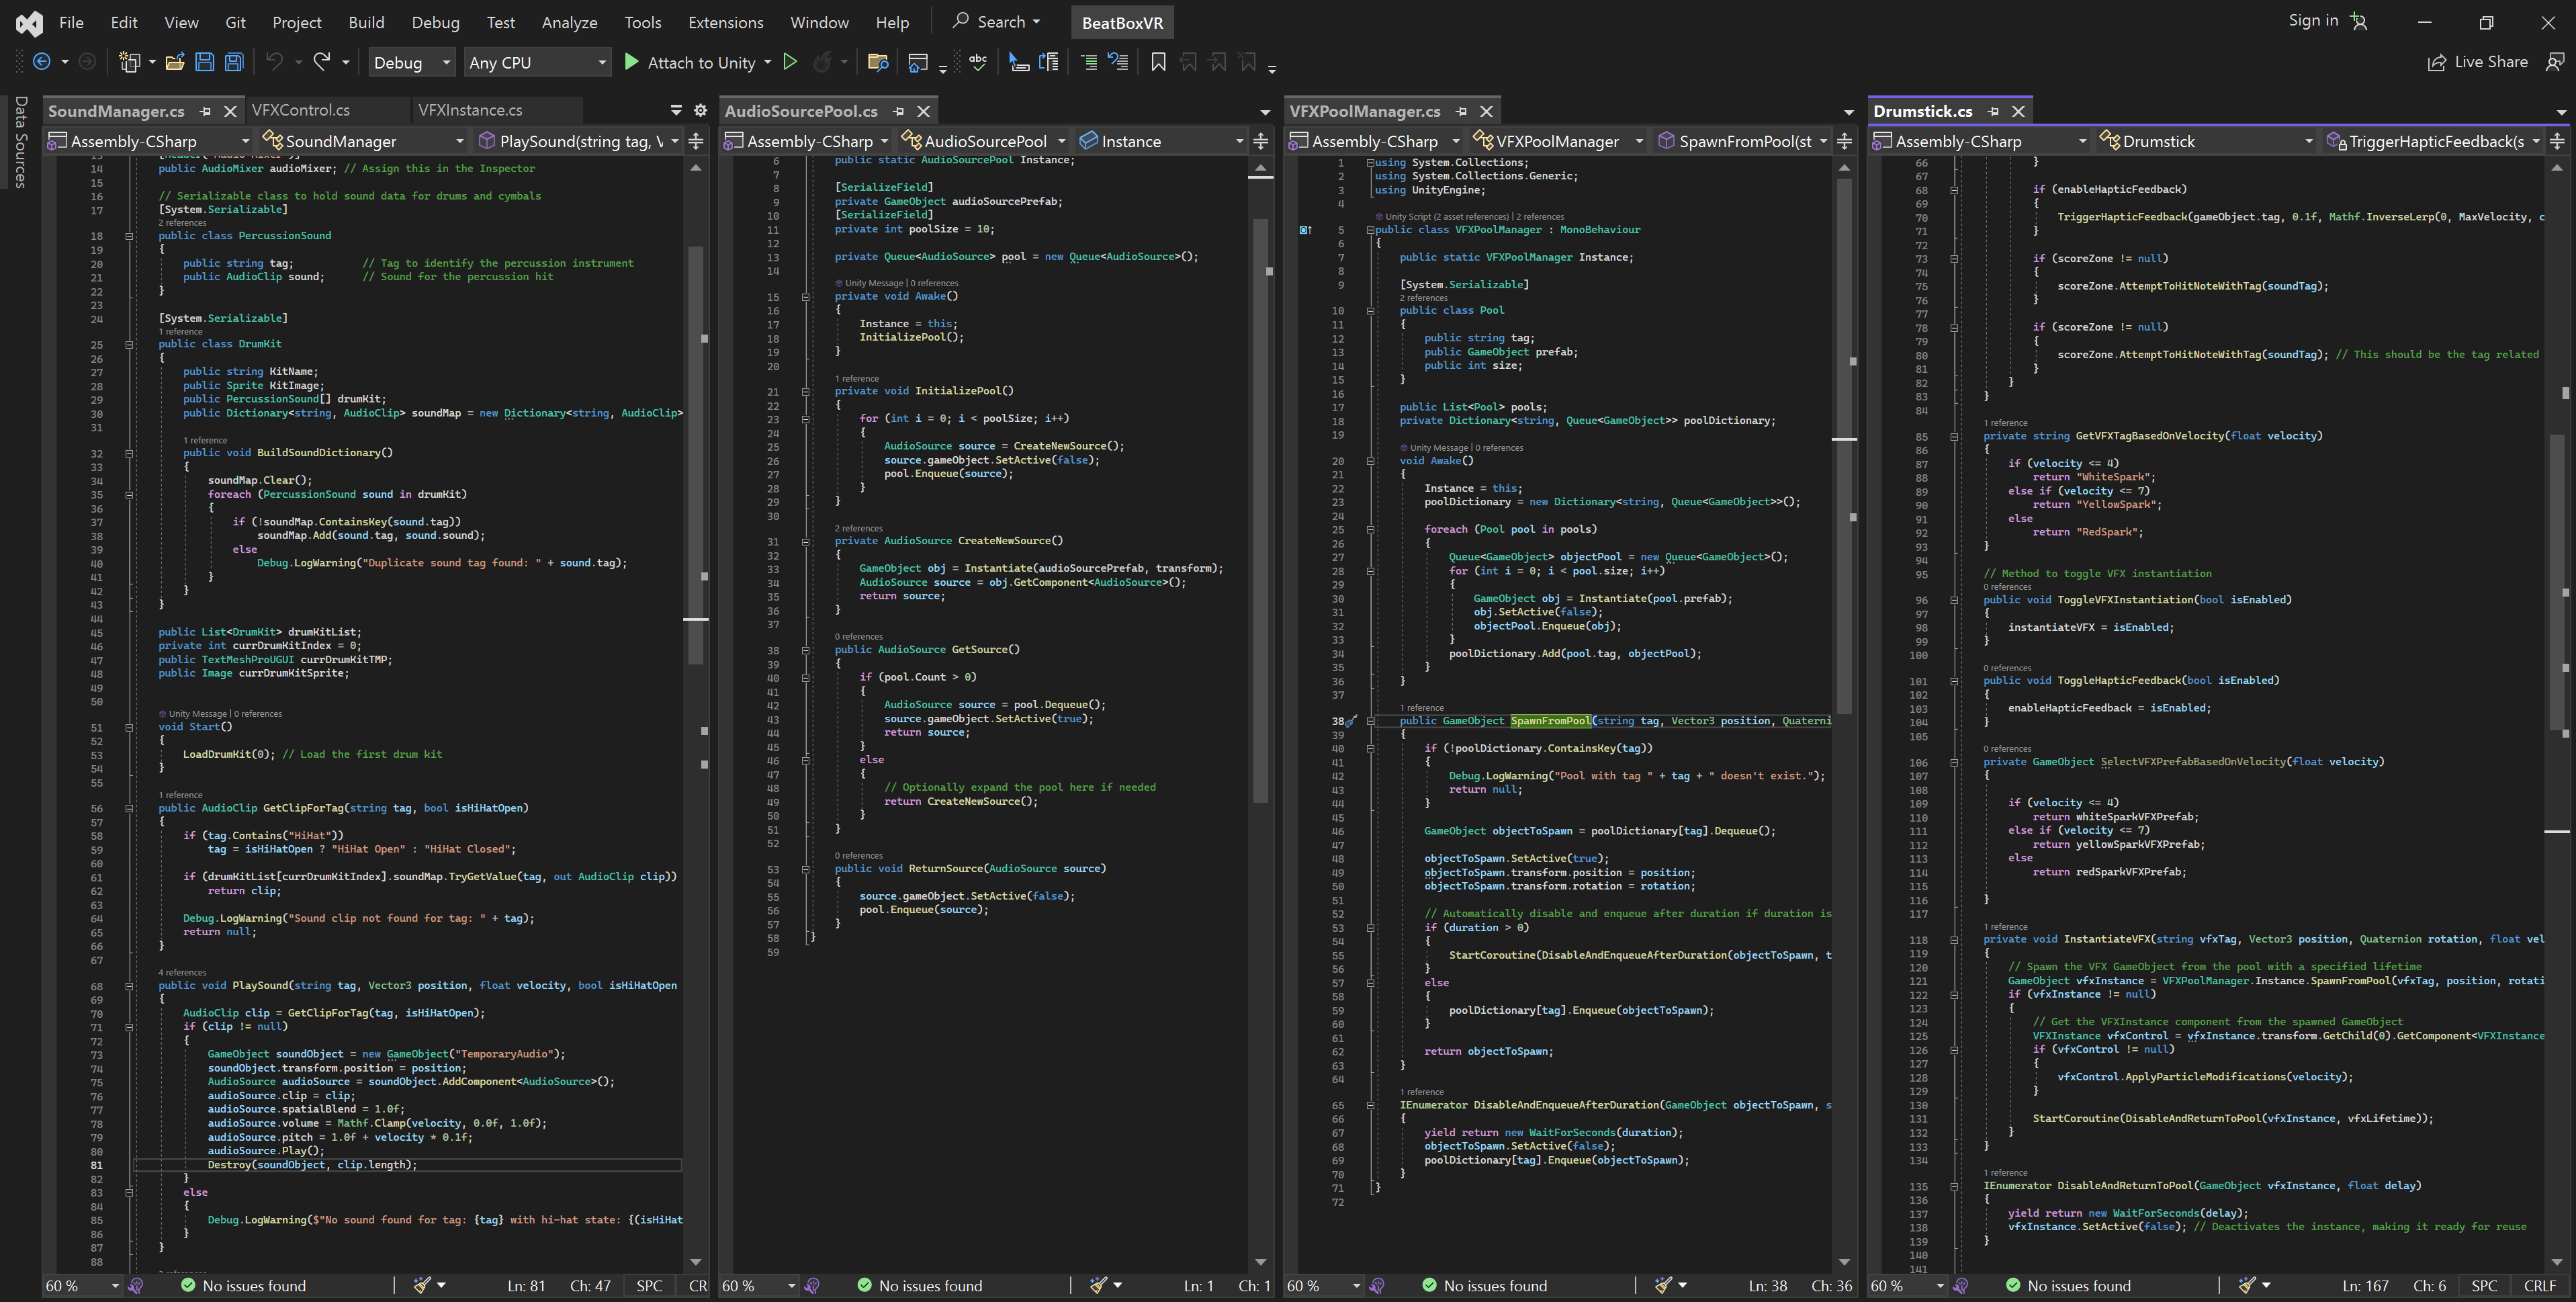 File Edit View Git Project Build Debug Test Analyze Tools Extensions Window Help Search BeatBoxVR Sign in
Debug Any CPU Attach to Unity Live Share
Data Sources
SoundManager.cs VFXControl.cs VFXInstance.cs
Assembly-CSharp SoundManager PlaySound(string tag, V
14 public AudioMixer audioMixer; // Assign this in the Inspector
15
16 // Serializable class to hold sound data for drums and cymbals
17 [System.Serializable]
2 references
18 public class PercussionSound
19 {
20 public string tag; // Tag to identify the percussion instrument
21 public AudioClip sound; // Sound for the percussion hit
22 }
23
24 [System.Serializable]
1 reference
25 public class DrumKit
26 {
27 public string KitName;
28 public Sprite KitImage;
29 public PercussionSound[] drumKit;
30 public Dictionary<string, AudioClip> soundMap = new Dictionary<string, AudioClip>
31
1 reference
32 public void BuildSoundDictionary()
33 {
34 soundMap.Clear();
35 foreach (PercussionSound sound in drumKit)
36 {
37 if (!soundMap.ContainsKey(sound.tag))
38 soundMap.Add(sound.tag, sound.sound);
39 else
40 Debug.LogWarning("Duplicate sound tag found: " + sound.tag);
41 }
42 }
43 }
44
45 public List<DrumKit> drumKitList;
46 private int currDrumKitIndex = 0;
47 public TextMeshProUGUI currDrumKitTMP;
48 public Image currDrumKitSprite;
49
50
Unity Message | 0 references
51 void Start()
52 {
53 LoadDrumKit(0); // Load the first drum kit
54 }
55
1 reference
56 public AudioClip GetClipForTag(string tag, bool isHiHatOpen)
57 {
58 if (tag.Contains("HiHat"))
59 tag = isHiHatOpen ? "HiHat Open" : "HiHat Closed";
60
61 if (drumKitList[currDrumKitIndex].soundMap.TryGetValue(tag, out AudioClip clip))
62 return clip;
63
64 Debug.LogWarning("Sound clip not found for tag: " + tag);
65 return null;
66 }
67
4 references
68 public void PlaySound(string tag, Vector3 position, float velocity, bool isHiHatOpen
69 {
70 AudioClip clip = GetClipForTag(tag, isHiHatOpen);
71 if (clip != null)
72 {
73 GameObject soundObject = new GameObject("TemporaryAudio");
74 soundObject.transform.position = position;
75 AudioSource audioSource = soundObject.AddComponent<AudioSource>();
76 audioSource.clip = clip;
77 audioSource.spatialBlend = 1.0f;
78 audioSource.volume = Mathf.Clamp(velocity, 0.0f, 1.0f);
79 audioSource.pitch = 1.0f + velocity * 0.1f;
80 audioSource.Play();
81 Destroy(soundObject, clip.length);
82 }
83 else
84 {
85 Debug.LogWarning($"No sound found for tag: {tag} with hi-hat state: {(isHiHat
86 }
87 }
88
60 % No issues found Ln: 81 Ch: 47 SPC CR
AudioSourcePool.cs
Assembly-CSharp AudioSourcePool Instance
6 public static AudioSourcePool Instance;
7
8 [SerializeField]
9 private GameObject audioSourcePrefab;
10 [SerializeField]
11 private int poolSize = 10;
12
13 private Queue<AudioSource> pool = new Queue<AudioSource>();
14
Unity Message | 0 references
15 private void Awake()
16 {
17 Instance = this;
18 InitializePool();
19 }
20
1 reference
21 private void InitializePool()
22 {
23 for (int i = 0; i < poolSize; i++)
24 {
25 AudioSource source = CreateNewSource();
26 source.gameObject.SetActive(false);
27 pool.Enqueue(source);
28 }
29 }
30
2 references
31 private AudioSource CreateNewSource()
32 {
33 GameObject obj = Instantiate(audioSourcePrefab, transform);
34 AudioSource source = obj.GetComponent<AudioSource>();
35 return source;
36 }
37
0 references
38 public AudioSource GetSource()
39 {
40 if (pool.Count > 0)
41 {
42 AudioSource source = pool.Dequeue();
43 source.gameObject.SetActive(true);
44 return source;
45 }
46 else
47 {
48 // Optionally expand the pool here if needed
49 return CreateNewSource();
50 }
51 }
52
0 references
53 public void ReturnSource(AudioSource source)
54 {
55 source.gameObject.SetActive(false);
56 pool.Enqueue(source);
57 }
58 }
59
60 % No issues found Ln: 1 Ch: 1
VFXPoolManager.cs
Assembly-CSharp VFXPoolManager SpawnFromPool(st
1 using System.Collections;
2 using System.Collections.Generic;
3 using UnityEngine;
4
Unity Script (2 asset references) | 2 references
5 public class VFXPoolManager : MonoBehaviour
6 {
7 public static VFXPoolManager Instance;
8
9 [System.Serializable]
2 references
10 public class Pool
11 {
12 public string tag;
13 public GameObject prefab;
14 public int size;
15 }
16
17 public List<Pool> pools;
18 private Dictionary<string, Queue<GameObject>> poolDictionary;
19
Unity Message | 0 references
20 void Awake()
21 {
22 Instance = this;
23 poolDictionary = new Dictionary<string, Queue<GameObject>>();
24
25 foreach (Pool pool in pools)
26 {
27 Queue<GameObject> objectPool = new Queue<GameObject>();
28 for (int i = 0; i < pool.size; i++)
29 {
30 GameObject obj = Instantiate(pool.prefab);
31 obj.SetActive(false);
32 objectPool.Enqueue(obj);
33 }
34 poolDictionary.Add(pool.tag, objectPool);
35 }
36 }
37
1 reference
38 public GameObject SpawnFromPool(string tag, Vector3 position, Quaterni
39 {
40 if (!poolDictionary.ContainsKey(tag))
41 {
42 Debug.LogWarning("Pool with tag " + tag + " doesn't exist.");
43 return null;
44 }
45
46 GameObject objectToSpawn = poolDictionary[tag].Dequeue();
47
48 objectToSpawn.SetActive(true);
49 objectToSpawn.transform.position = position;
50 objectToSpawn.transform.rotation = rotation;
51
52 // Automatically disable and enqueue after duration if duration is
53 if (duration > 0)
54 {
55 StartCoroutine(DisableAndEnqueueAfterDuration(objectToSpawn, t
56 }
57 else
58 {
59 poolDictionary[tag].Enqueue(objectToSpawn);
60 }
61
62 return objectToSpawn;
63 }
64
1 reference
65 IEnumerator DisableAndEnqueueAfterDuration(GameObject objectToSpawn, s
66 {
67 yield return new WaitForSeconds(duration);
68 objectToSpawn.SetActive(false);
69 poolDictionary[tag].Enqueue(objectToSpawn);
70 }
71 }
72
60 % No issues found Ln: 38 Ch: 36
Drumstick.cs
Assembly-CSharp Drumstick TriggerHapticFeedback(s
66 }
67
68 if (enableHapticFeedback)
69 {
70 TriggerHapticFeedback(gameObject.tag, 0.1f, Mathf.InverseLerp(0, MaxVelocity, c
71 }
72
73 if (scoreZone != null)
74 {
75 scoreZone.AttemptToHitNoteWithTag(soundTag);
76 }
77
78 if (scoreZone != null)
79 {
80 scoreZone.AttemptToHitNoteWithTag(soundTag); // This should be the tag related
81 }
82 }
83 }
84
1 reference
85 private string GetVFXTagBasedOnVelocity(float velocity)
86 {
87 if (velocity <= 4)
88 return "WhiteSpark";
89 else if (velocity <= 7)
90 return "YellowSpark";
91 else
92 return "RedSpark";
93 }
94
95 // Method to toggle VFX instantiation
0 references
96 public void ToggleVFXInstantiation(bool isEnabled)
97 {
98 instantiateVFX = isEnabled;
99 }
100
0 references
101 public void ToggleHapticFeedback(bool isEnabled)
102 {
103 enableHapticFeedback = isEnabled;
104 }
105
0 references
106 private GameObject SelectVFXPrefabBasedOnVelocity(float velocity)
107 {
108
109 if (velocity <= 4)
110 return whiteSparkVFXPrefab;
111 else if (velocity <= 7)
112 return yellowSparkVFXPrefab;
113 else
114 return redSparkVFXPrefab;
115
116 }
117
1 reference
118 private void InstantiateVFX(string vfxTag, Vector3 position, Quaternion rotation, float vel
119 {
120 // Spawn the VFX GameObject from the pool with a specified lifetime
121 GameObject vfxInstance = VFXPoolManager.Instance.SpawnFromPool(vfxTag, position, rotati
122 if (vfxInstance != null)
123 {
124 // Get the VFXInstance component from the spawned GameObject
125 VFXInstance vfxControl = vfxInstance.transform.GetChild(0).GetComponent<VFXInstance
126 if (vfxControl != null)
127 {
128 vfxControl.ApplyParticleModifications(velocity);
129 }
130
131 StartCoroutine(DisableAndReturnToPool(vfxInstance, vfxLifetime));
132 }
133 }
134
1 reference
135 IEnumerator DisableAndReturnToPool(GameObject vfxInstance, float delay)
136 {
137 yield return new WaitForSeconds(delay);
138 vfxInstance.SetActive(false); // Deactivates the instance, making it ready for reuse
139 }
140
141
60 % No issues found Ln: 167 Ch: 6 SPC CRLF